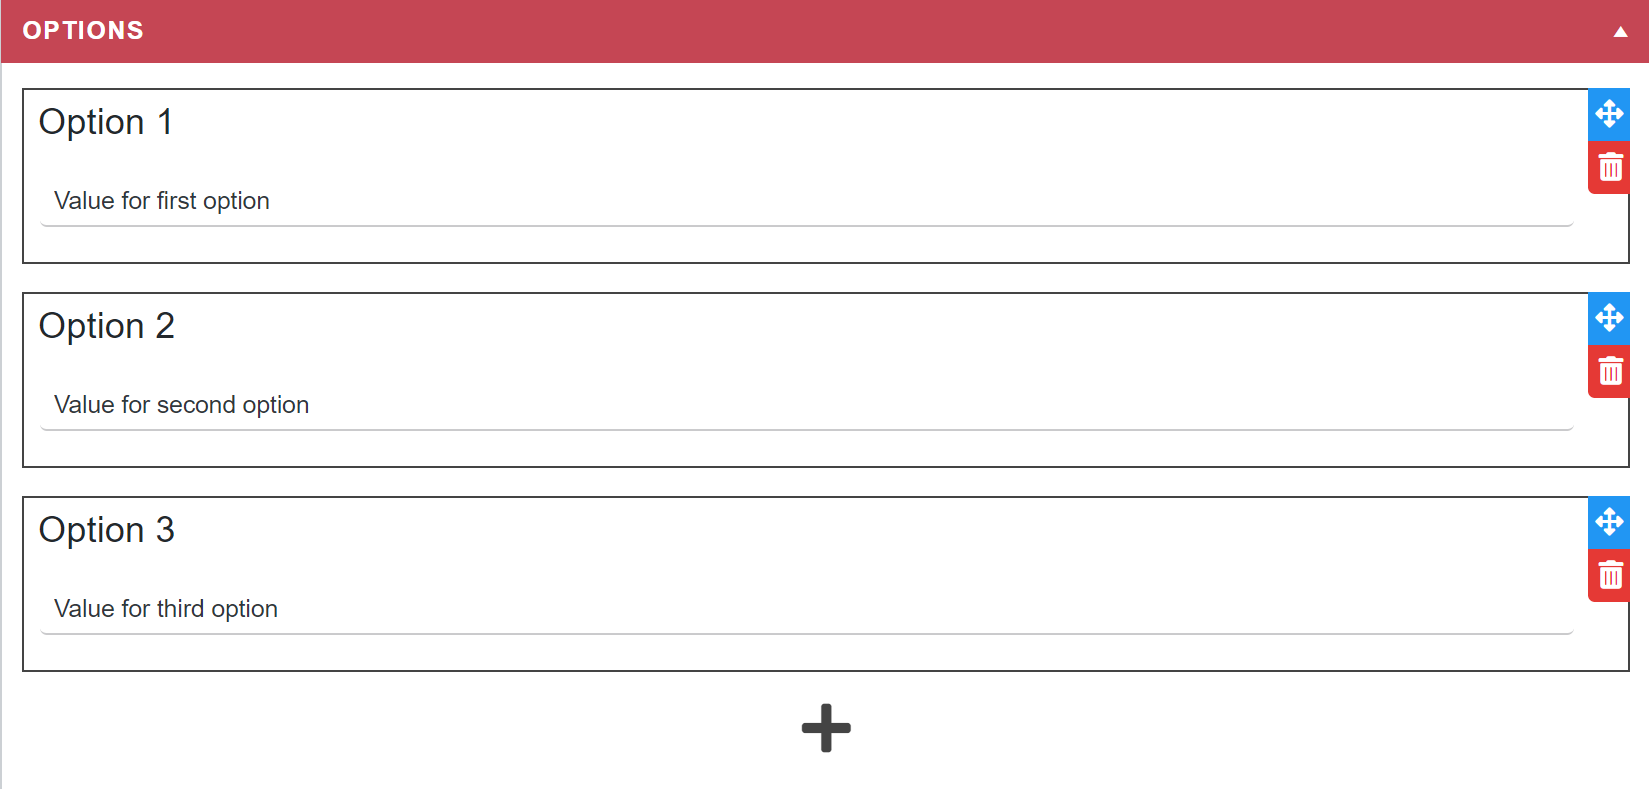 OPTIONS
Option 1
Value for first option
Option 2
Value for second option
Option 3
Value for third option